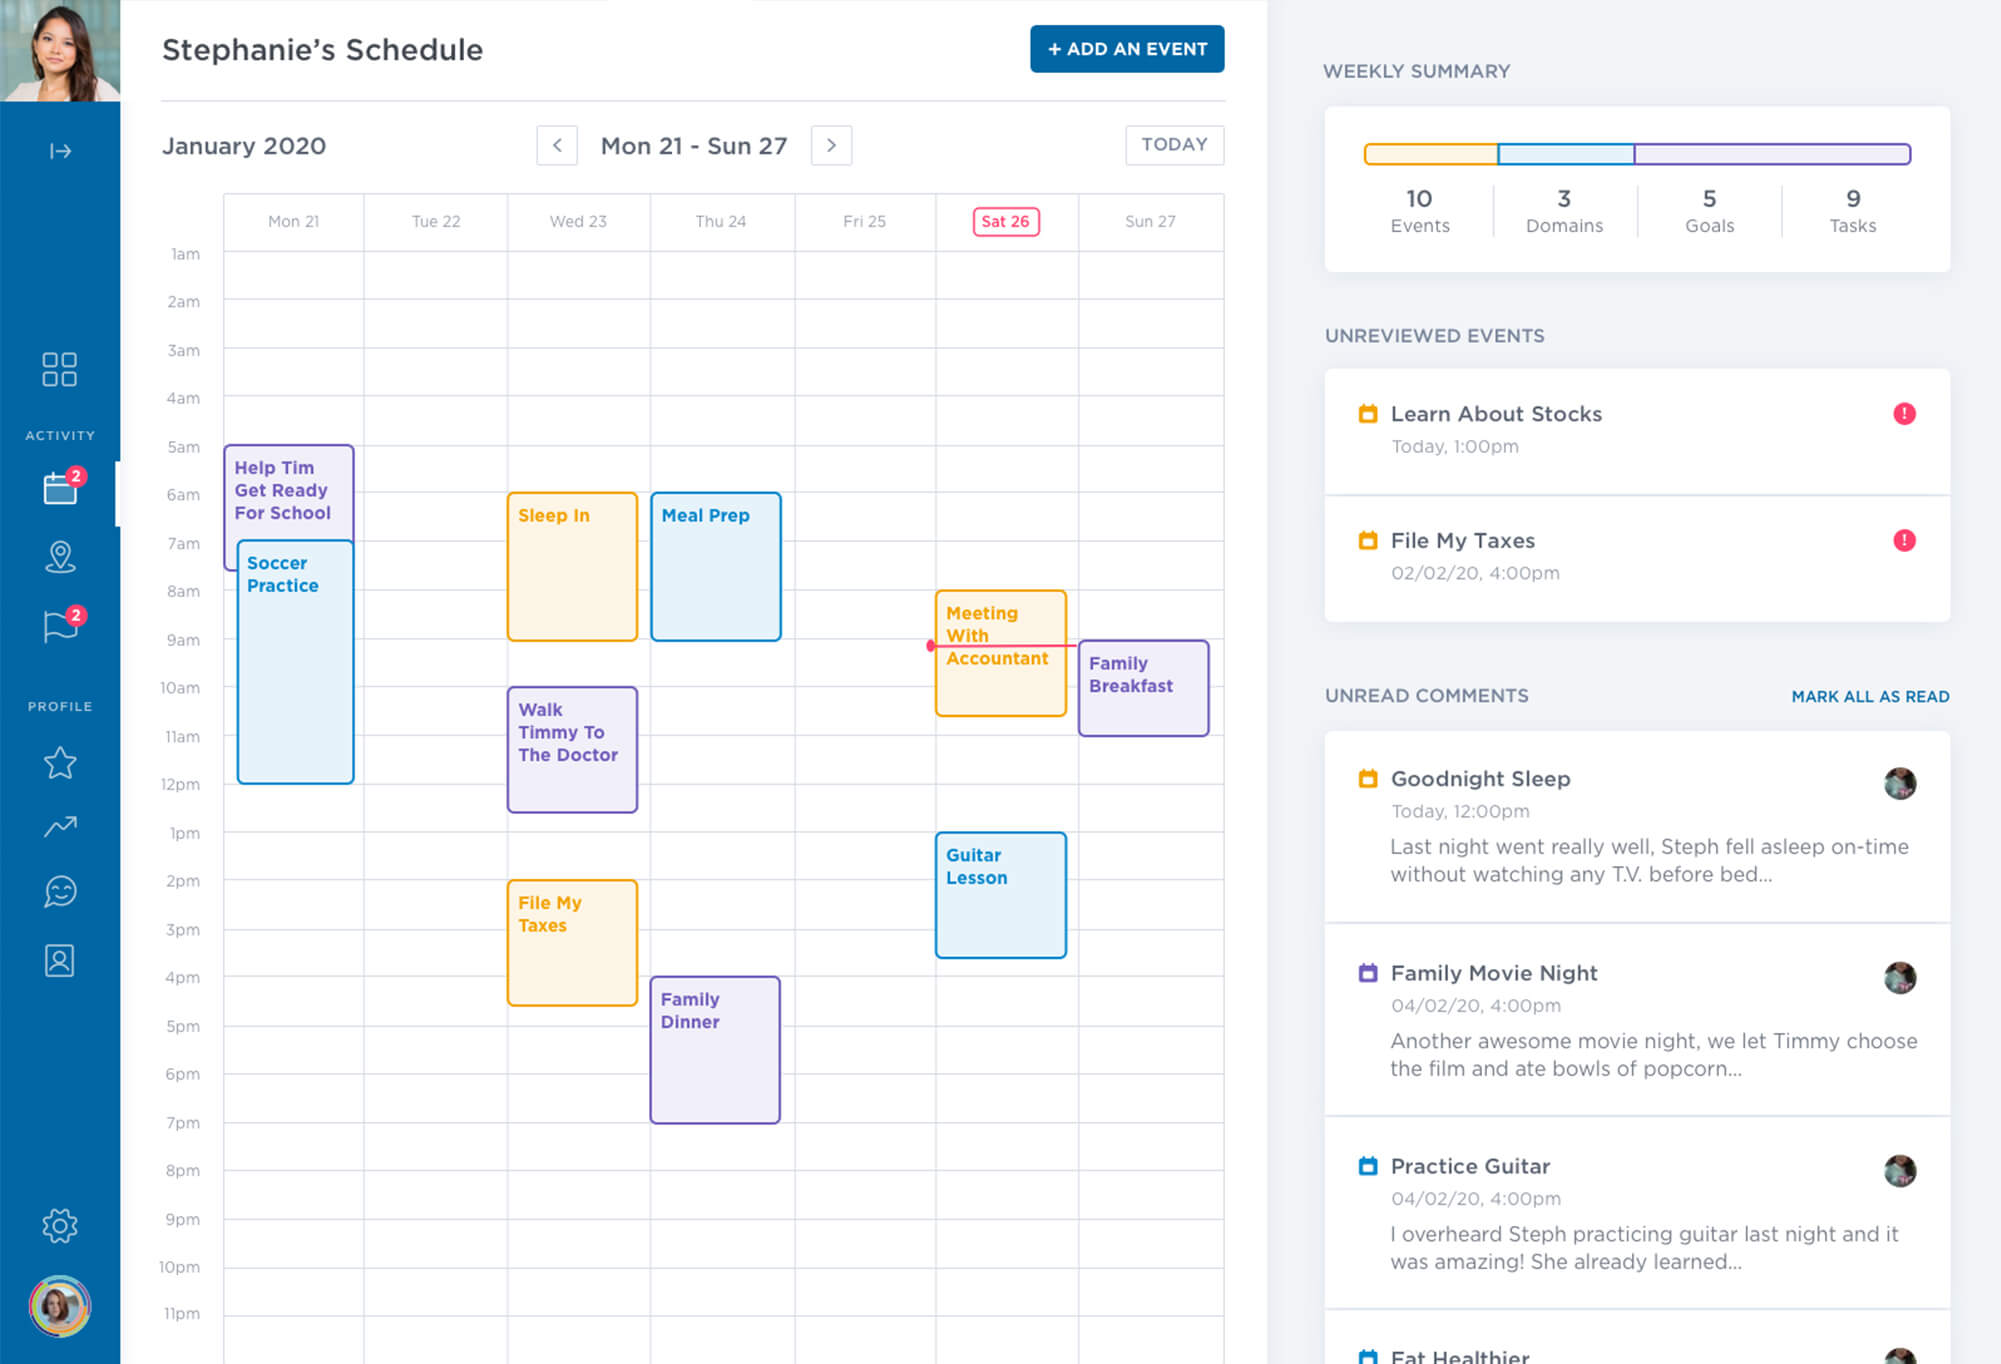 Stephanie’s Schedule
+ ADD AN EVENT
January 2020
Mon 21 - Sun 27
TODAY
ACTIVITY
2
2
PROFILE
Mon 21
Tue 22
Wed 23
Thu 24
Fri 25
Sat 26
Sun 27
1am
2am
3am
4am
5am
6am
7am
8am
9am
10am
11am
12pm
1pm
2pm
3pm
4pm
5pm
6pm
7pm
8pm
9pm
10pm
11pm
Help Tim
Get Ready
For School
Soccer
Practice
Sleep In
Walk
Timmy To
The Doctor
File My
Taxes
Meal Prep
Family
Dinner
Meeting
With
Accountant
Guitar
Lesson
Family
Breakfast
WEEKLY SUMMARY
10
Events
3
Domains
5
Goals
9
Tasks
UNREVIEWED EVENTS
Learn About Stocks
!
Today, 1:00pm
File My Taxes
!
02/02/20, 4:00pm
UNREAD COMMENTS
MARK ALL AS READ
Goodnight Sleep
Today, 12:00pm
Last night went really well, Steph fell asleep on-time
without watching any T.V. before bed...
Family Movie Night
04/02/20, 4:00pm
Another awesome movie night, we let Timmy choose
the film and ate bowls of popcorn...
Practice Guitar
04/02/20, 4:00pm
I overheard Steph practicing guitar last night and it
was amazing! She already learned...
Eat Healthier